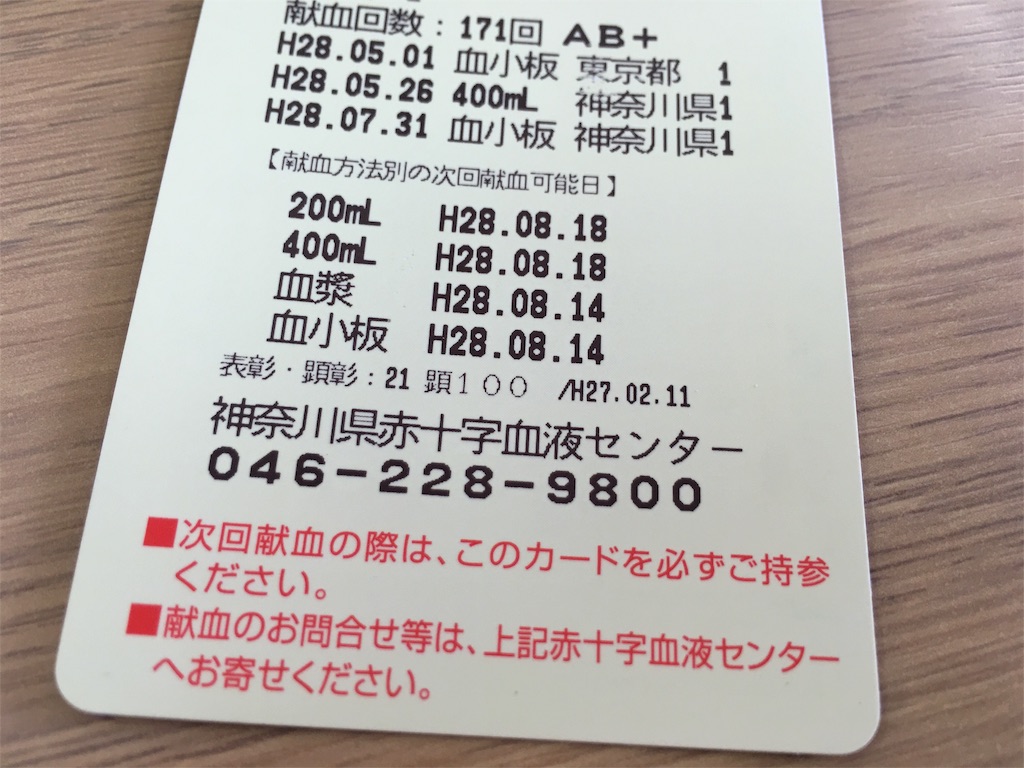 献血回数：171回 AB+
H28.05.01 血小板 東京都 1
H28.05.26 400mL 神奈川県1
H28.07.31 血小板 神奈川県1
【献血方法別の次回献血可能日】
200mL H28.08.18
400mL H28.08.18
血漿 H28.08.14
血小板 H28.08.14
表彰・顕彰：21 顕100 /H27.02.11
神奈川県赤十字血液センター
046-228-9800
■次回献血の際は、このカードを必ずご持参
ください。
■献血のお問合せ等は、上記赤十字血液センター
へお寄せください。